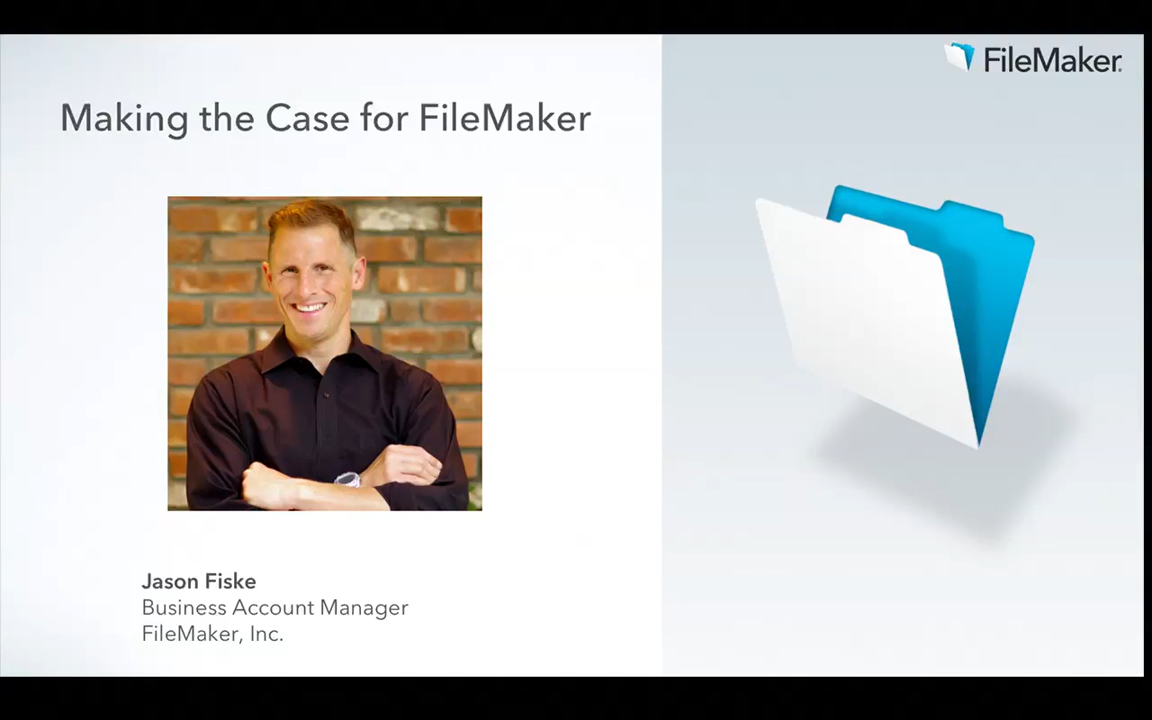 FileMaker
Making the Case for FileMaker
Jason Fiske
Business Account Manager
FileMaker, Inc.